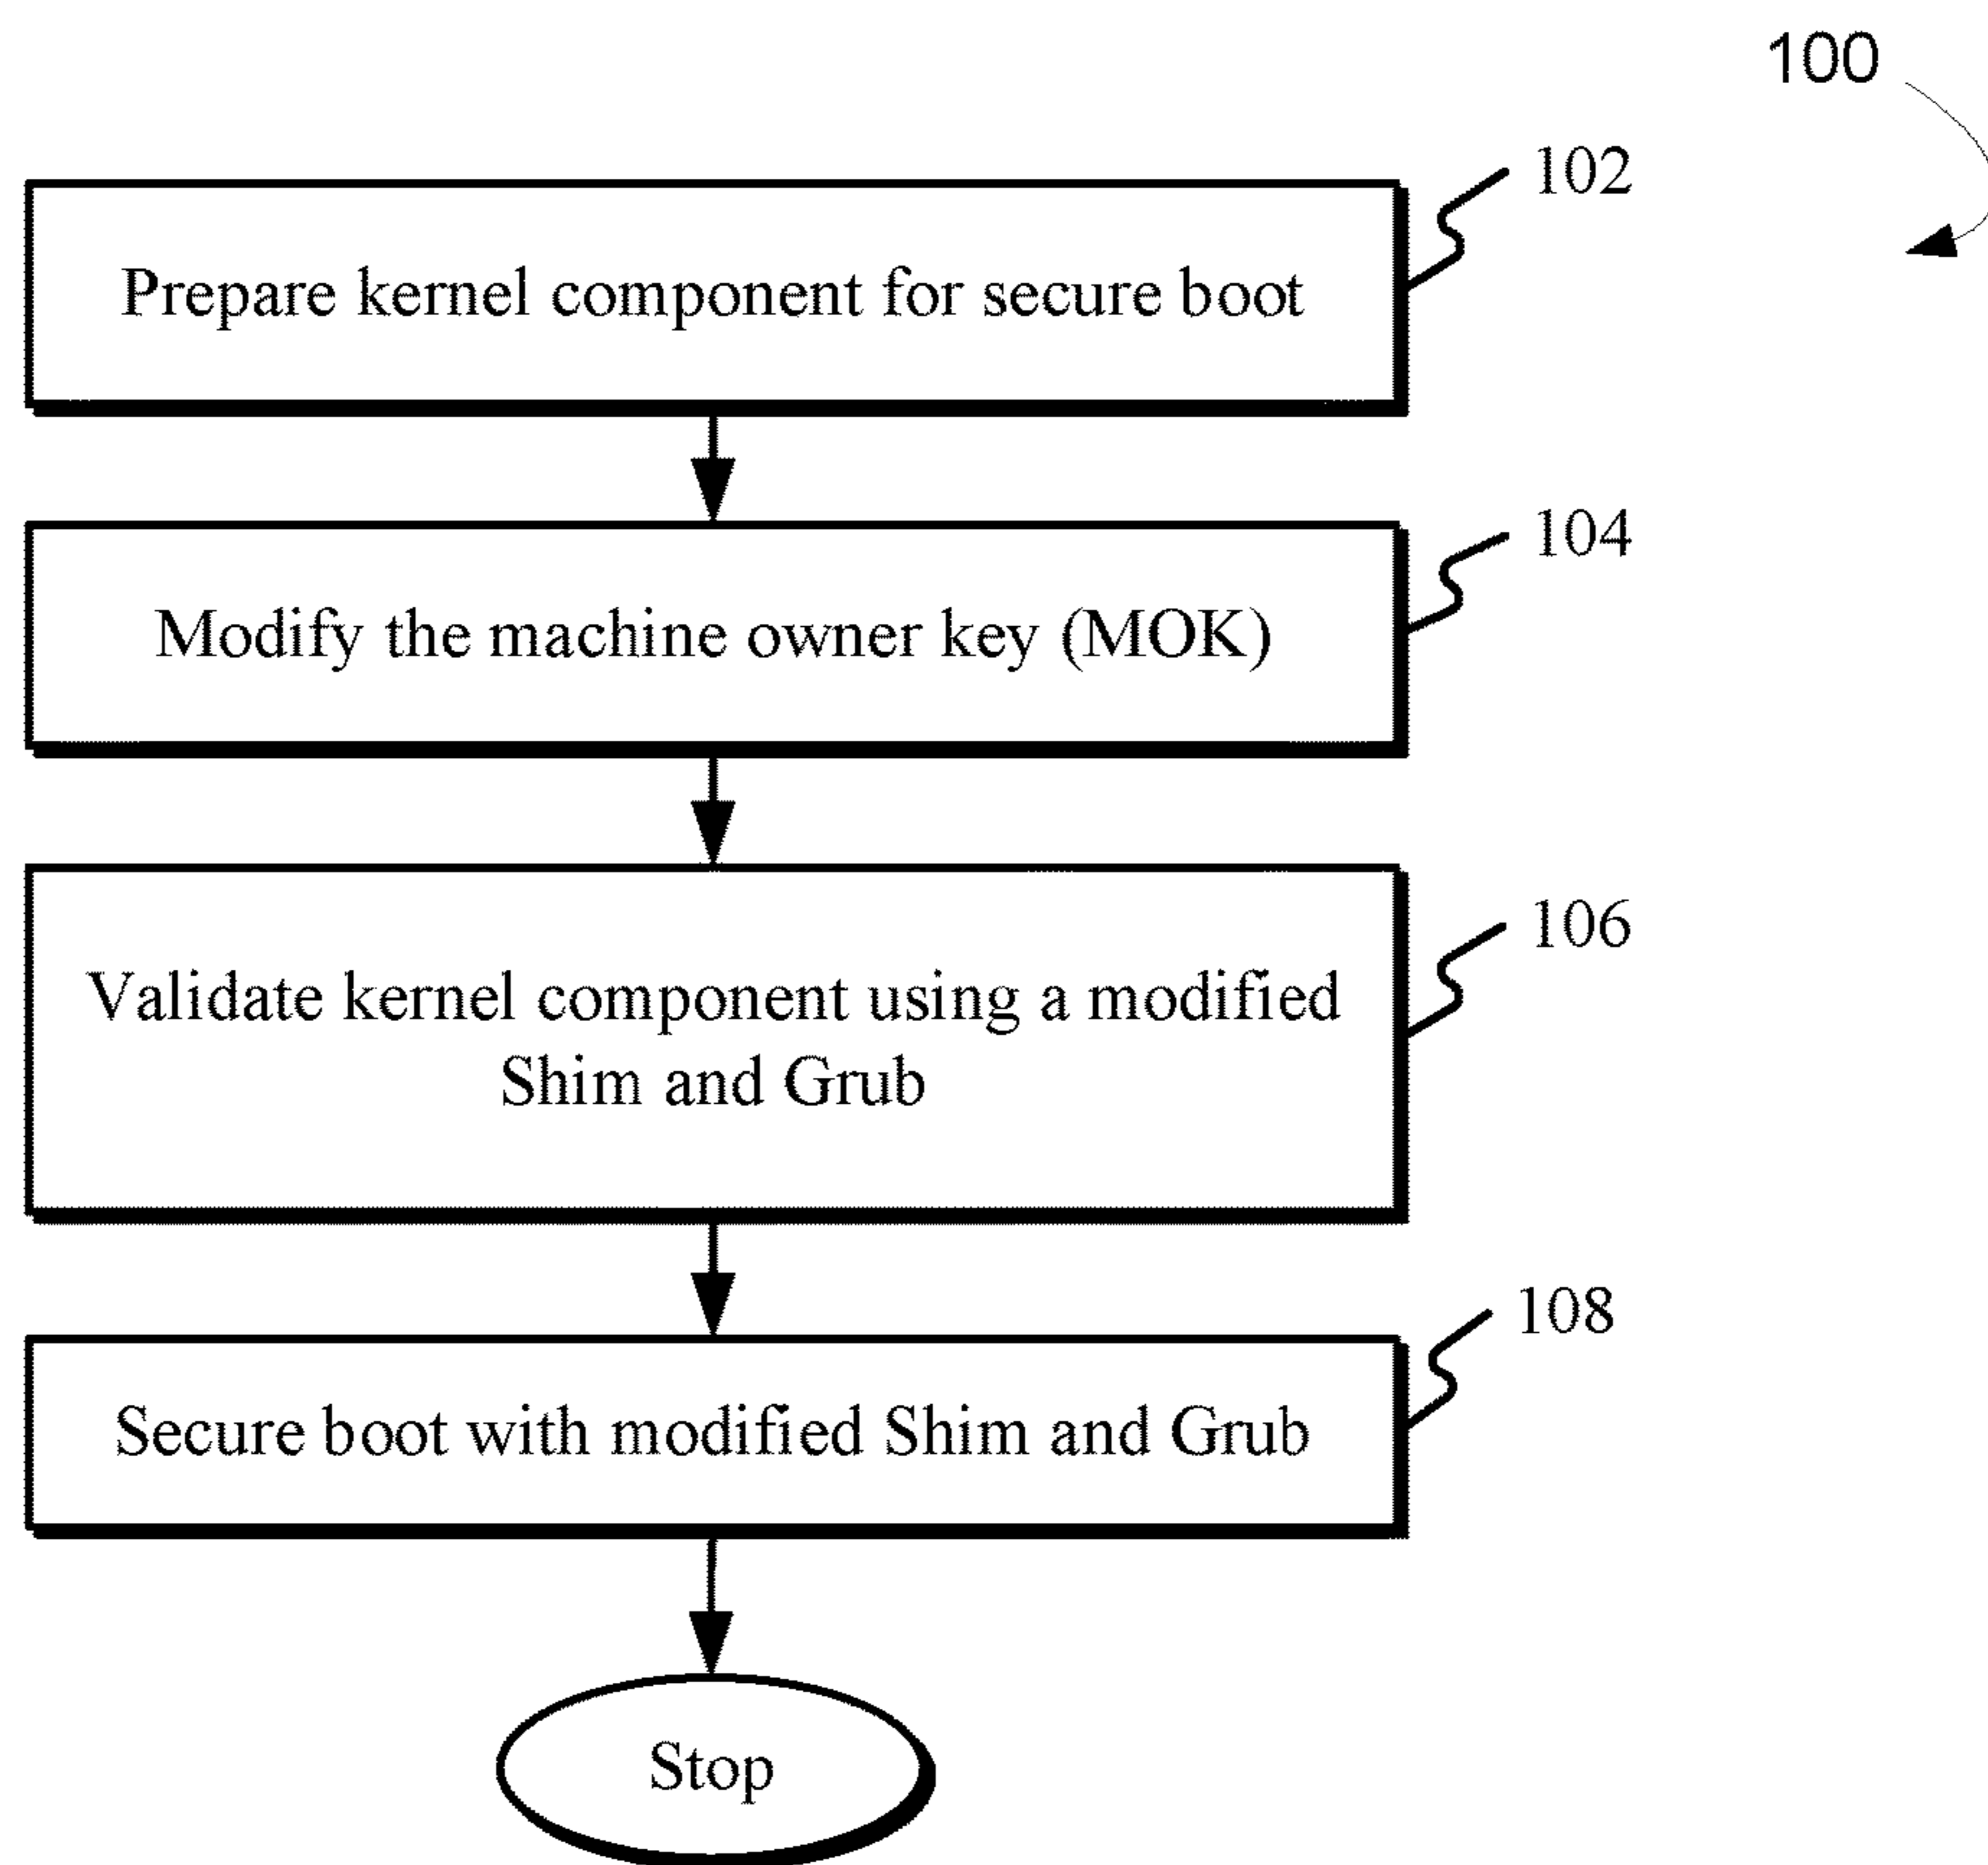 100
102
Prepare kernel component for secure boot
104
Modify the machine owner key (MOK)
106
Validate kernel component using a modified
Shim and Grub
108
Secure boot with modified Shim and Grub
Stop